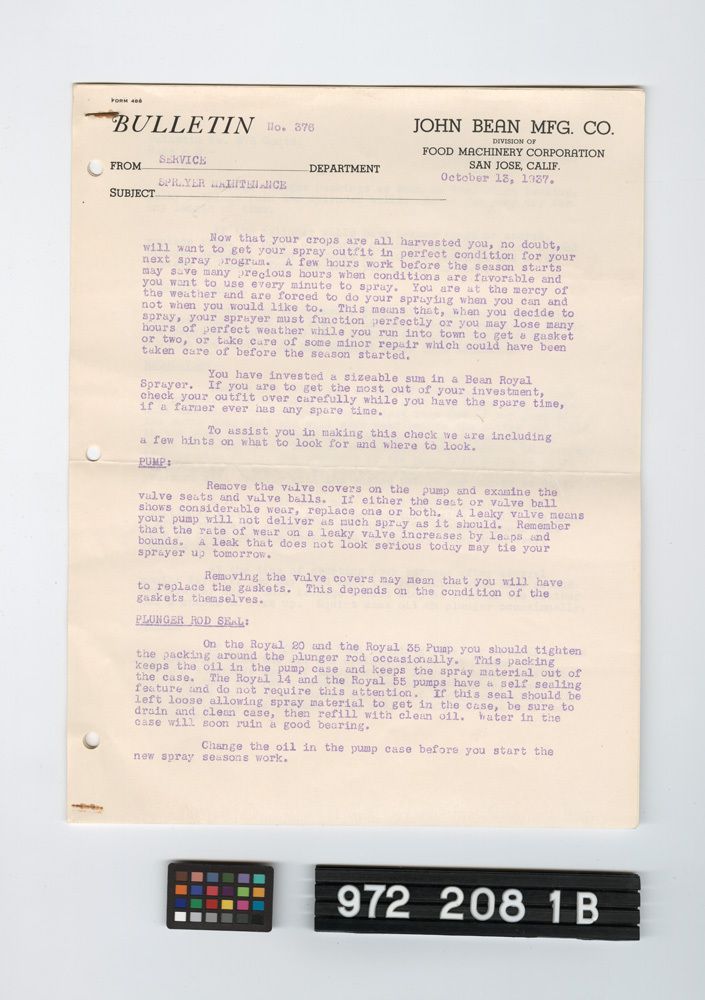 FORM 486
BULLETIN No. 376
JOHN BEAN MFG. CO.
DIVISION OF
FOOD MACHINERY CORPORATION
SAN JOSE, CALIF.
October 13, 1937.
FROM SERVICE DEPARTMENT
SUBJECT SPRAYER MAINTENANCE
Now that your crops are all harvested you, no doubt,
will want to get your spray outfit in perfect condition for your
next spray program. A few hours work before the season starts
may save many precious hours when conditions are favorable and
you want to use every minute to spray. You are at the mercy of
the weather and are forced to do your spraying when you can and
not when you would like to. This means that, when you decide to
spray, your sprayer must function perfectly or you may lose many
hours of perfect weather while you run into town to get a gasket
or two, or take care of some minor repair which could have been
taken care of before the season started.
You have invested a sizeable sum in a Bean Royal
Sprayer. If you are to get the most out of your investment,
check your outfit over carefully while you have the spare time,
if a farmer ever has any spare time.
To assist you in making this check we are including
a few hints on what to look for and where to look.
PUMP:
Remove the valve covers on the pump and examine the
valve seats and valve balls. If either the seat or valve ball
shows considerable wear, replace one or both. A leaky valve means
your pump will not deliver as much spray as it should. Remember
that the rate of wear on a leaky valve increases by leaps and
bounds. A leak that does not look serious today may tie your
sprayer up tomorrow.
Removing the valve covers may mean that you will have
to replace the gaskets. This depends on the condition of the
gaskets themselves.
PLUNGER ROD SEAL:
On the Royal 20 and the Royal 35 Pump you should tighten
the packing around the plunger rod occasionally. This packing
keeps the oil in the pump case and keeps the spray material out of
the case. The Royal 14 and the Royal 55 pumps have a self sealing
feature and do not require this attention. If this seal should be
left loose allowing spray material to get in the case, be sure to
drain and clean case, then refill with clean oil. Water in the
case will soon ruin a good bearing.
Change the oil in the pump case before you start the
new spray seasons work.
972 208 1B